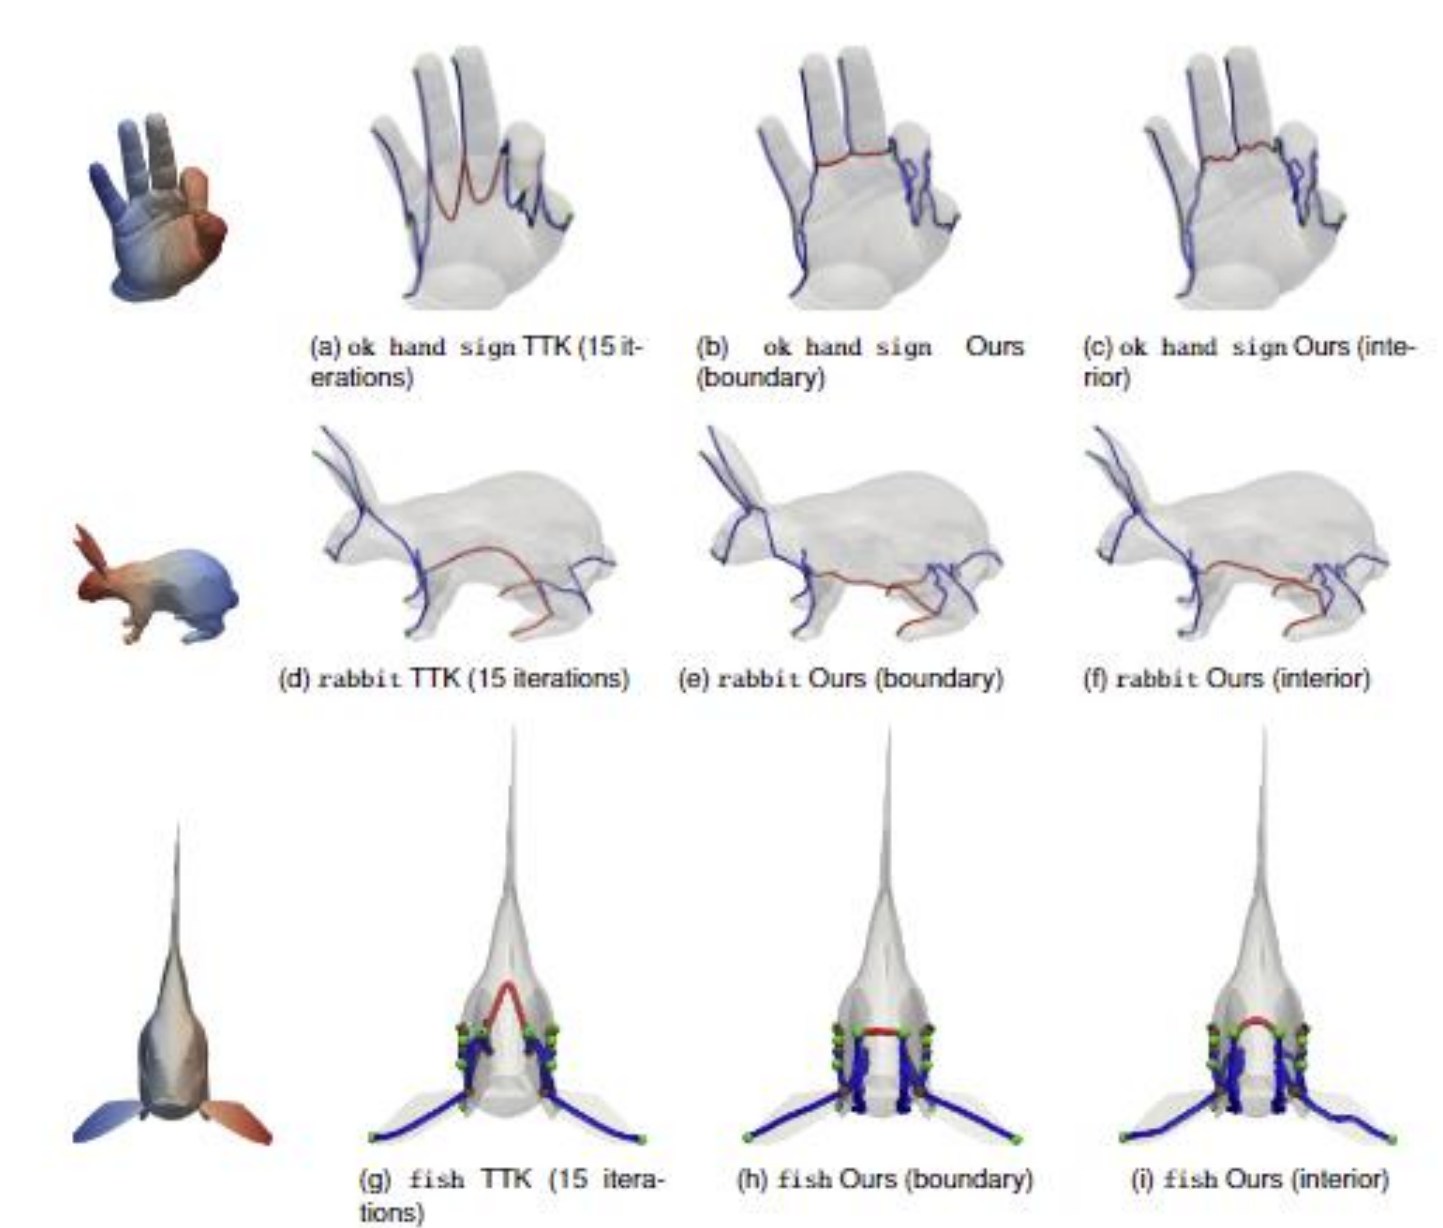 (a) ok hand sign TTK (15 it-
erations)
(b) ok hand sign Ours
(boundary)
(c) ok hand sign Ours (inte-
rior)
(d) rabbit TTK (15 iterations)
(e) rabbit Ours (boundary)
(f) rabbit Ours (interior)
(g) fish TTK (15 itera-
tions)
(h) fish Ours (boundary)
(i) fish Ours (interior)